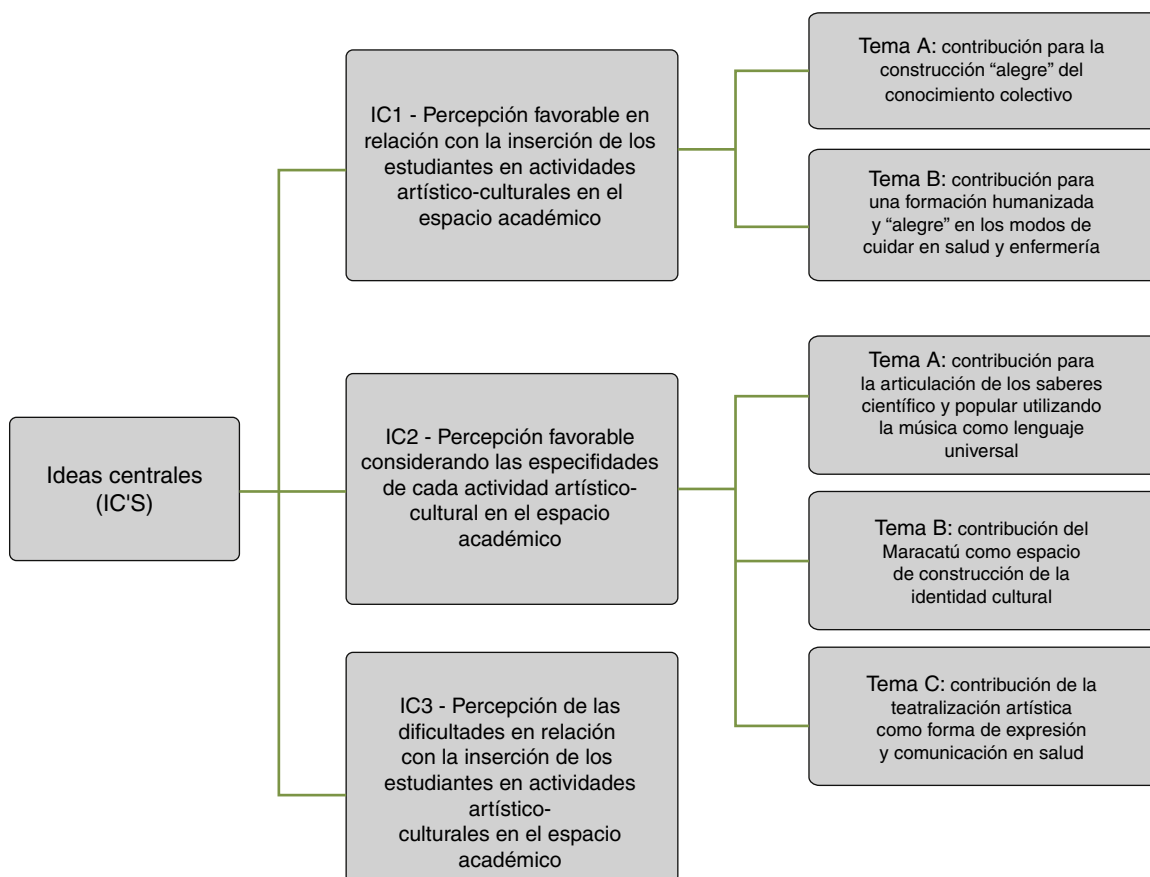 Ideas centrales
(IC'S)
IC1 - Percepción favorable en
relación con la inserción de los
estudiantes en actividades
artístico-culturales en el
espacio académico
Tema A: contribución para la
construcción “alegre” del
conocimiento colectivo
Tema B: contribución para
una formación humanizada
y “alegre” en los modos de
cuidar en salud y enfermería
IC2 - Percepción favorable
considerando las especifidades
de cada actividad artístico-
cultural en el espacio
académico
Tema A: contribución para
la articulación de los saberes
científico y popular utilizando
la música como lenguaje
universal
Tema B: contribución del
Maracatú como espacio
de construcción de la
identidad cultural
Tema C: contribución de la
teatralización artística
como forma de expresión
y comunicación en salud
IC3 - Percepción de las
dificultades en relación
con la inserción de los
estudiantes en actividades
artístico-
culturales en el espacio
académico